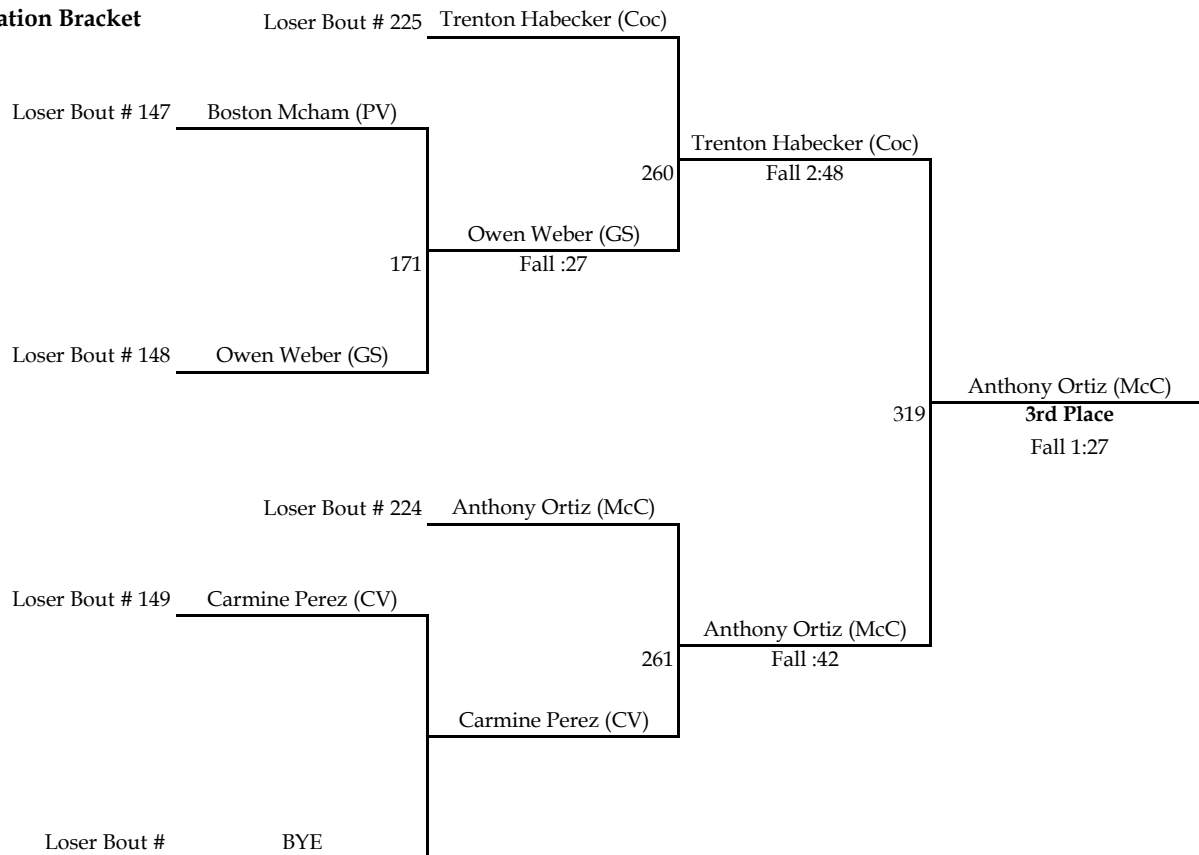 ation Bracket
Loser Bout # 225 Trenton Habecker (Coc)
Loser Bout # 147 Boston Mcham (PV)
Trenton Habecker (Coc)
260 Fall 2:48
Owen Weber (GS)
171 Fall :27
Loser Bout # 148 Owen Weber (GS)
Anthony Ortiz (McC)
319 3rd Place
Fall 1:27
Loser Bout # 224 Anthony Ortiz (McC)
Loser Bout # 149 Carmine Perez (CV)
Anthony Ortiz (McC)
261 Fall :42
Carmine Perez (CV)
Loser Bout # BYE